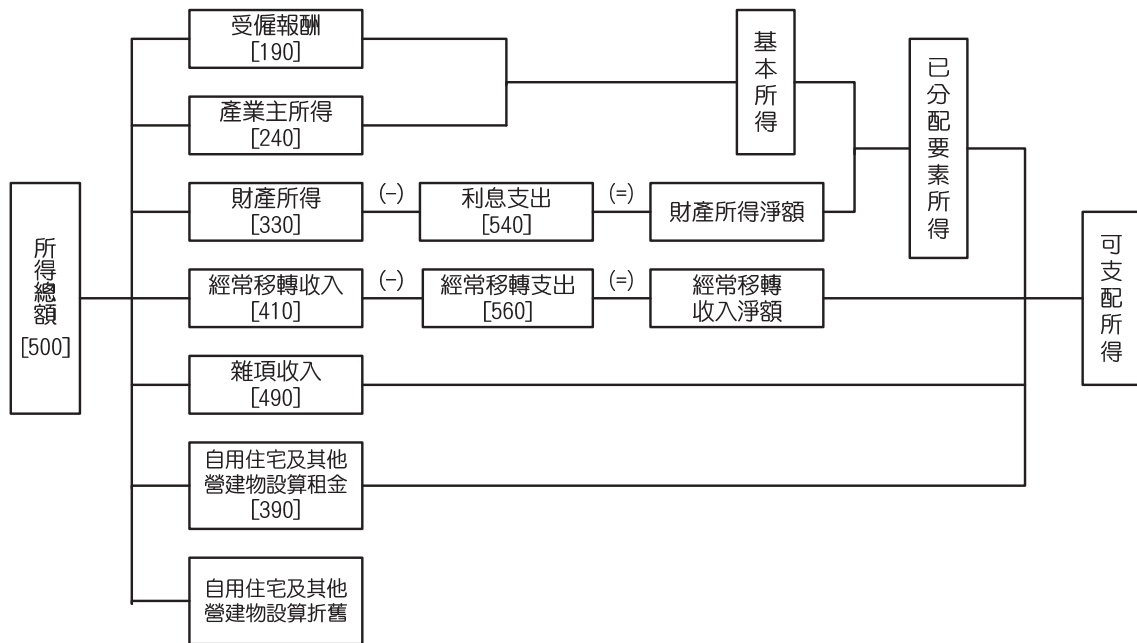 受僱報酬
[190]
產業主所得
[240]
基本所得
已分配要素所得
財產所得
[330]
(-)
利息支出
[540]
(=)
財產所得淨額
所得總額
[500]
經常移轉收入
[410]
(-)
經常移轉支出
[560]
(=)
經常移轉
收入淨額
可支配所得
雜項收入
[490]
自用住宅及其他
營建物設算租金
[390]
自用住宅及其他
營建物設算折舊